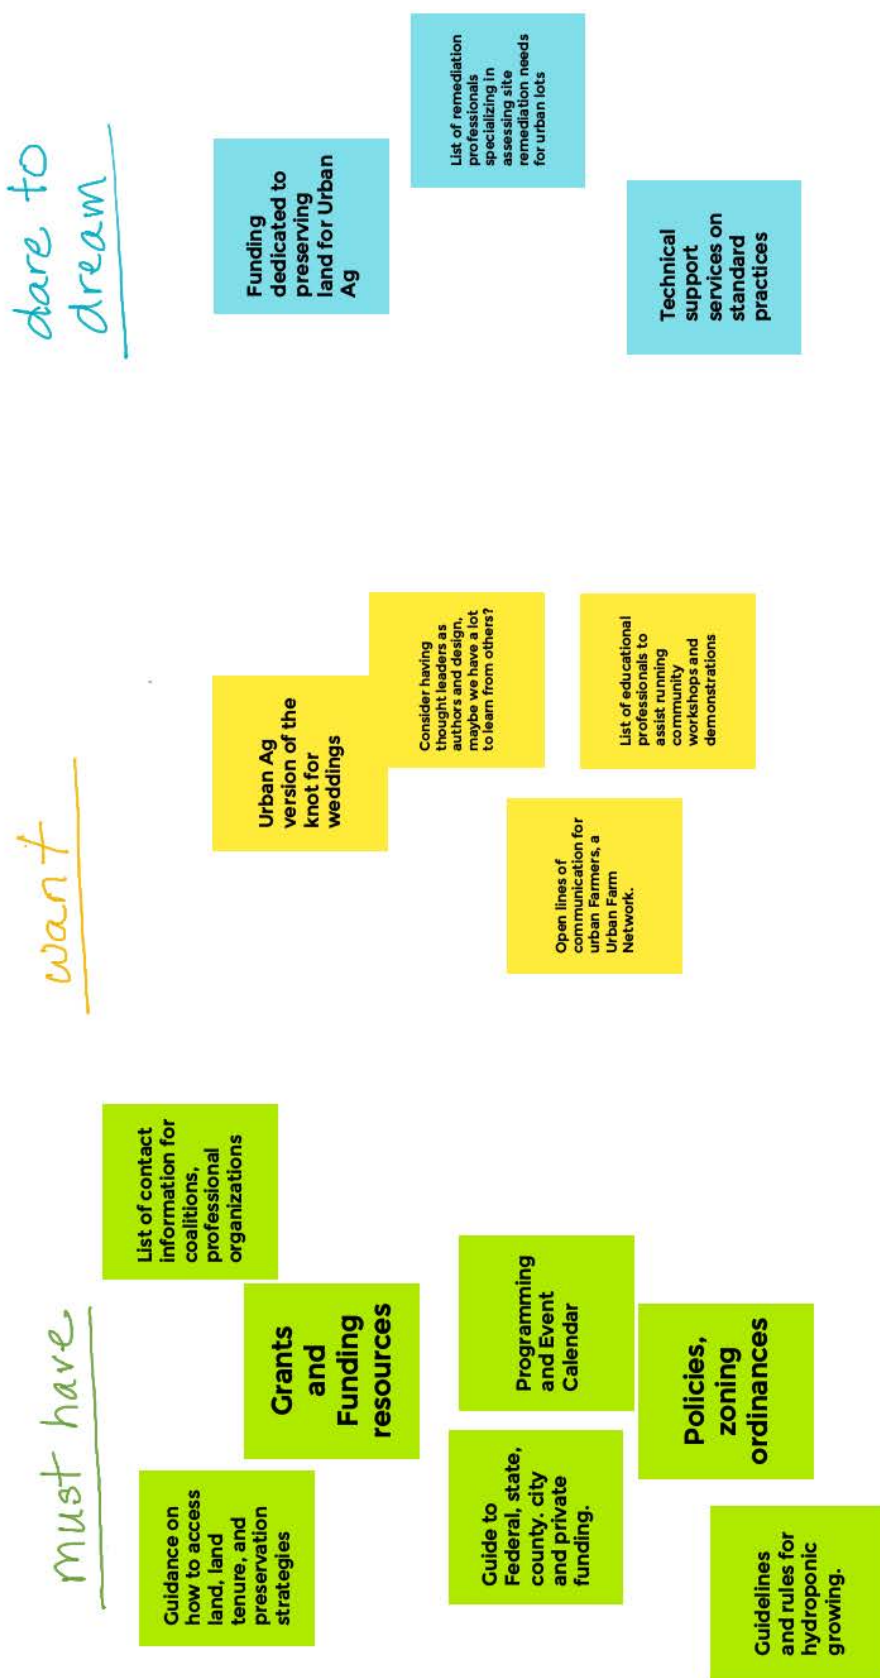 must have
Guidance on
how to access
land, land
tenure, and
preservation
strategies
List of contact
information for
coalitions,
professional
organizations
Grants
and
Funding
resources
Guide to
Federal, state,
county. city
and private
funding.
Programming
and Event
Calendar
Policies,
zoning
ordinances
Guidelines
and rules for
hydroponic
growing.
want
Urban Ag
version of the
knot for
weddings
Consider having
thought leaders as
authors and design,
maybe we have a lot
to learn from others?
Open lines of
communication for
urban Farmers, a
Urban Farm
Network.
List of educational
professionals to
assist running
community
workshops and
demonstrations
dare to
dream
Funding
dedicated to
preserving
land for Urban
Ag
List of remediation
professionals
specializing in
assessing site
remediation needs
for urban lots
Technical
support
services on
standard
practices